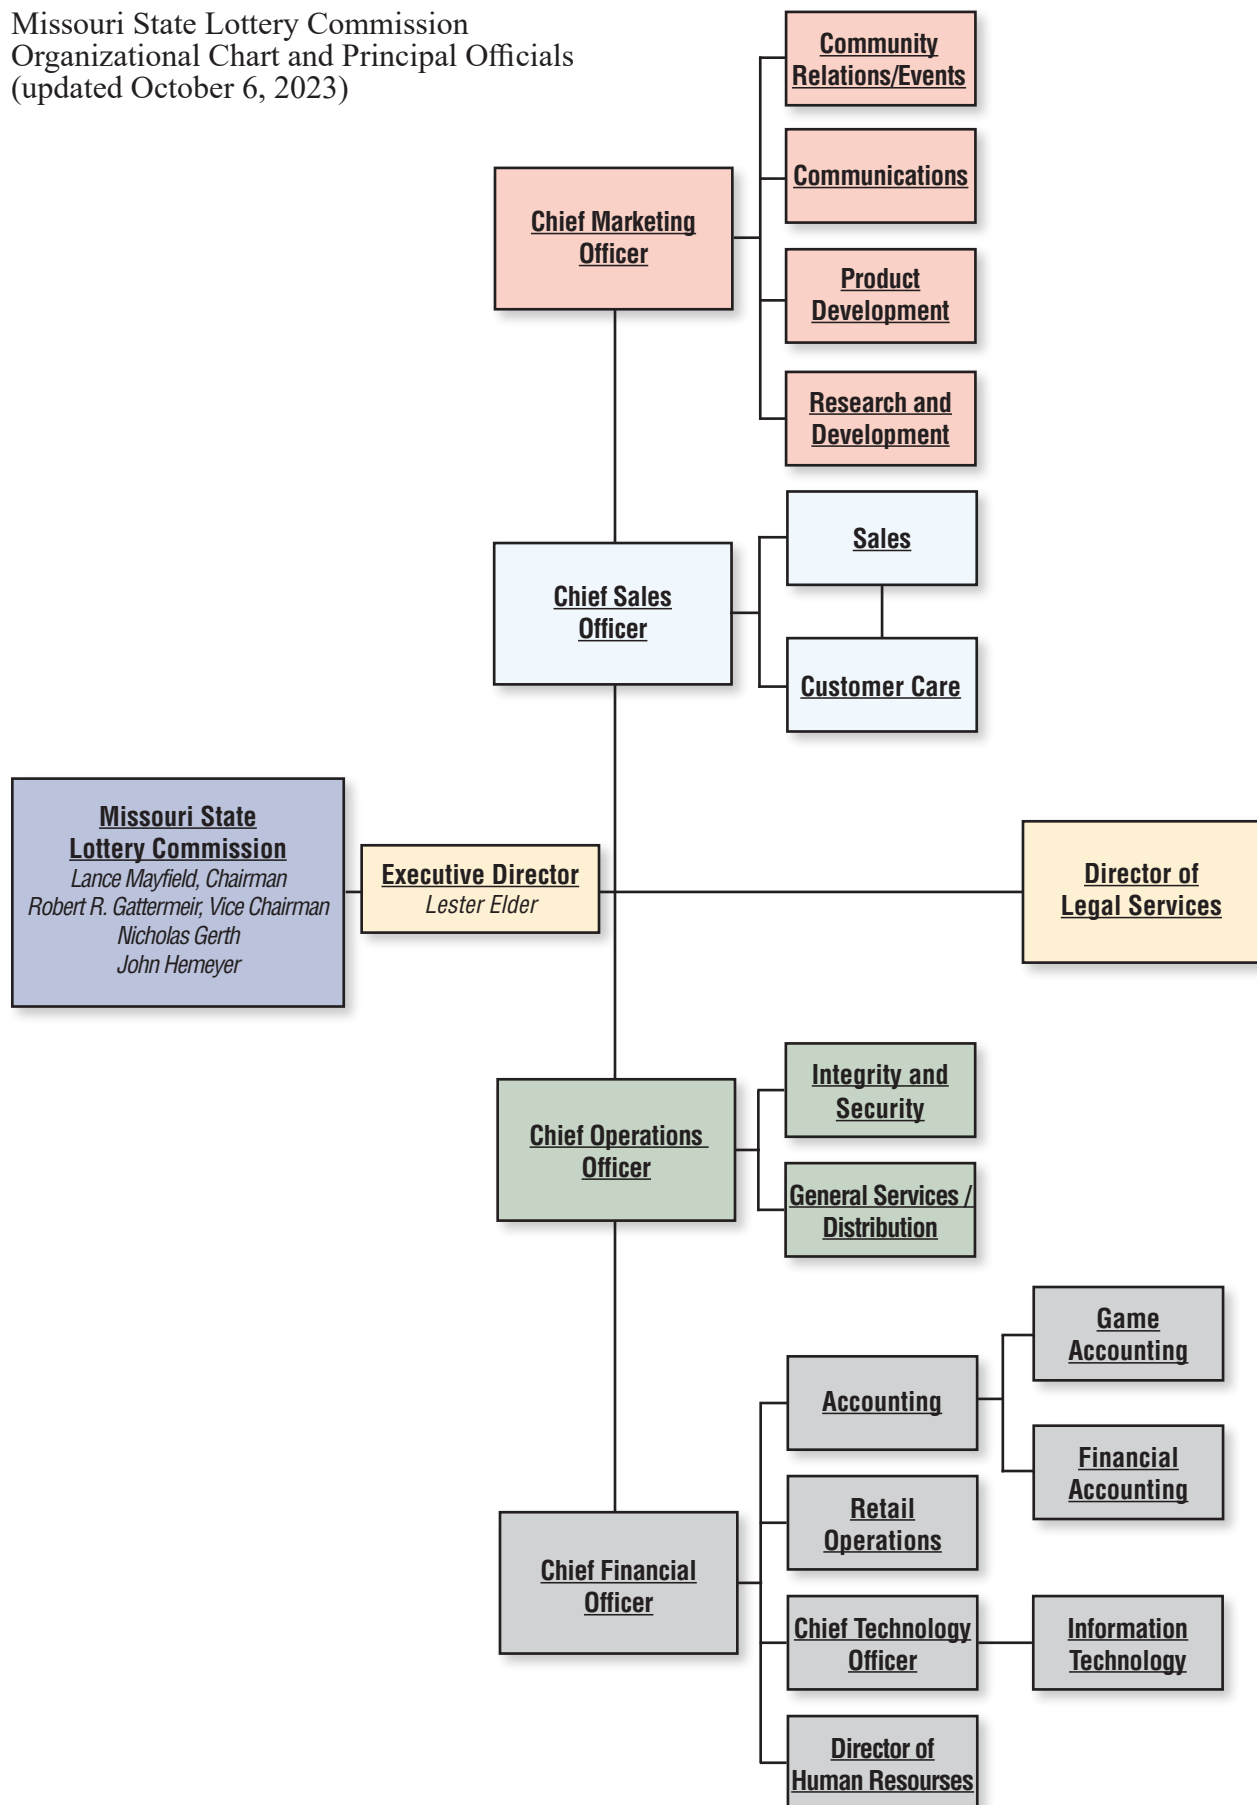 Missouri State Lottery Commission
Organizational Chart and Principal Officials
(updated October 6, 2023)
Community
Relations/Events
Communications
Chief Marketing
Officer
Product
Development
Research and
Development
Sales
Chief Sales
Officer
Customer Care
Missouri State
Lottery Commission
Lance Mayfield, Chairman
Robert R. Gattermeir, Vice Chairman
Nicholas Gerth
John Hemeyer
Executive Director
Lester Elder
Director of
Legal Services
Integrity and
Security
Chief Operations
Officer
General Services /
Distribution
Game
Accounting
Accounting
Financial
Accounting
Retail
Operations
Chief Financial
Officer
Chief Technology
Officer
Information
Technology
Director of
Human Resourses